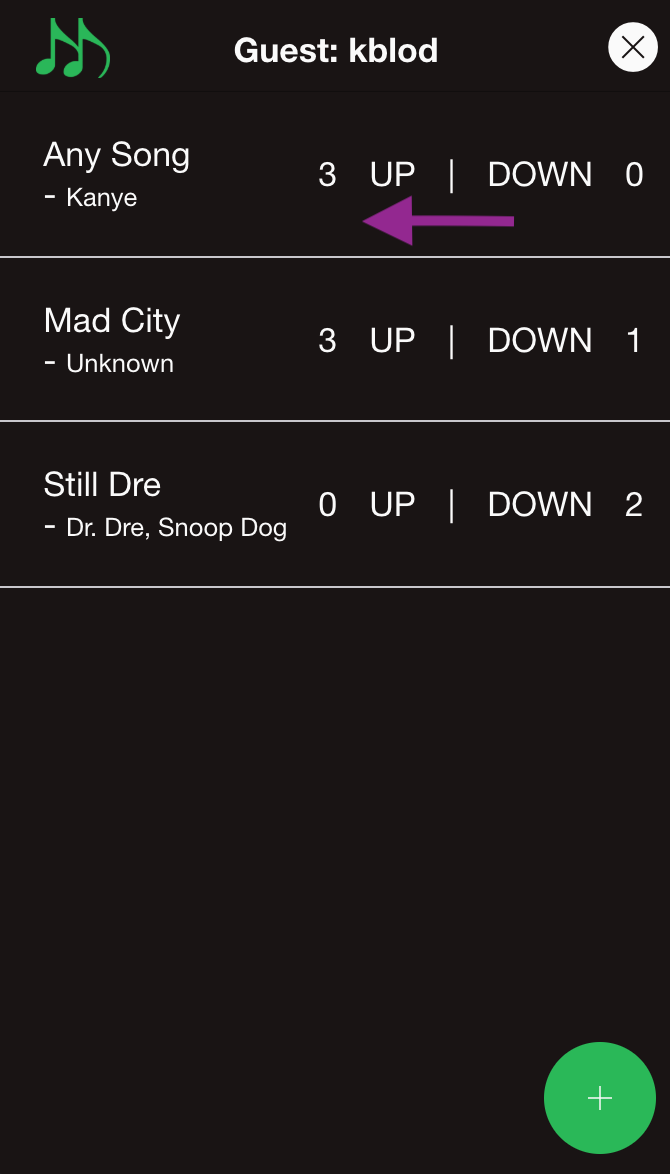 Guest: kblod
Any Song
- Kanye
3 UP | DOWN 0
Mad City
- Unknown
3 UP | DOWN 1
Still Dre
- Dr. Dre, Snoop Dog
0 UP | DOWN 2
+